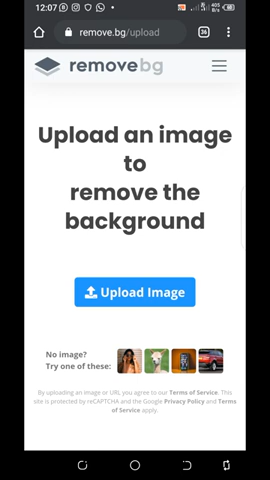 12:07
405
B/s
remove.bg/upload
36
removebg
Upload an image
to
remove the
background
Upload Image
No image?
Try one of these:
By uploading an image or URL you agree to our Terms of Service. This
site is protected by reCAPTCHA and the Google Privacy Policy and Terms
of Service apply.